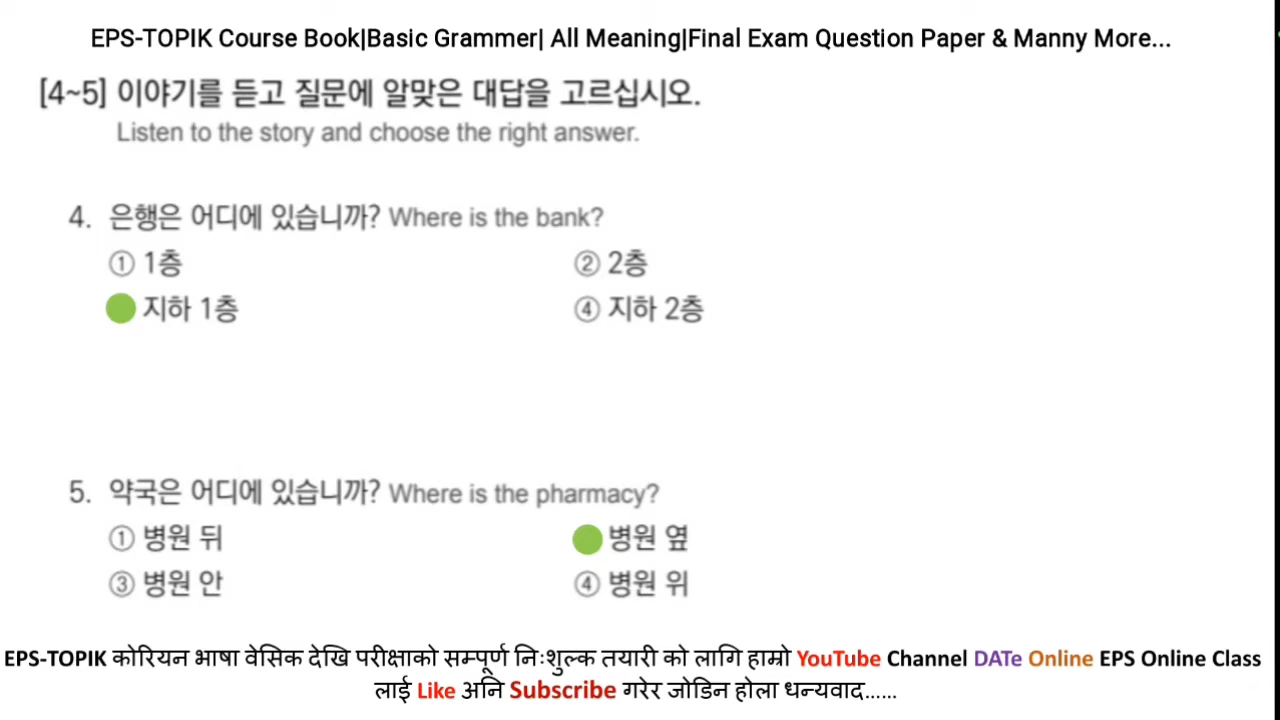 EPS-TOPIK Course Book|Basic Grammer| All Meaning|Final Exam Question Paper & Manny More...
[4~5] 이야기를 듣고 질문에 알맞은 대답을 고르십시오.
Listen to the story and choose the right answer.
4. 은행은 어디에 있습니까? Where is the bank?
① 1층 ② 2층
지하 1층 ④ 지하 2층
5. 약국은 어디에 있습니까? Where is the pharmacy?
① 병원 뒤 병원 옆
③ 병원 안 ④ 병원 위
EPS-TOPIK कोरियन भाषा वेसिक देखि परीक्षाको सम्पूर्ण निःशुल्क तयारी को लागि हाम्रो YouTube Channel DATe Online EPS Online Class
लाई Like अनि Subscribe गरेर जोडिन होला धन्यवाद......